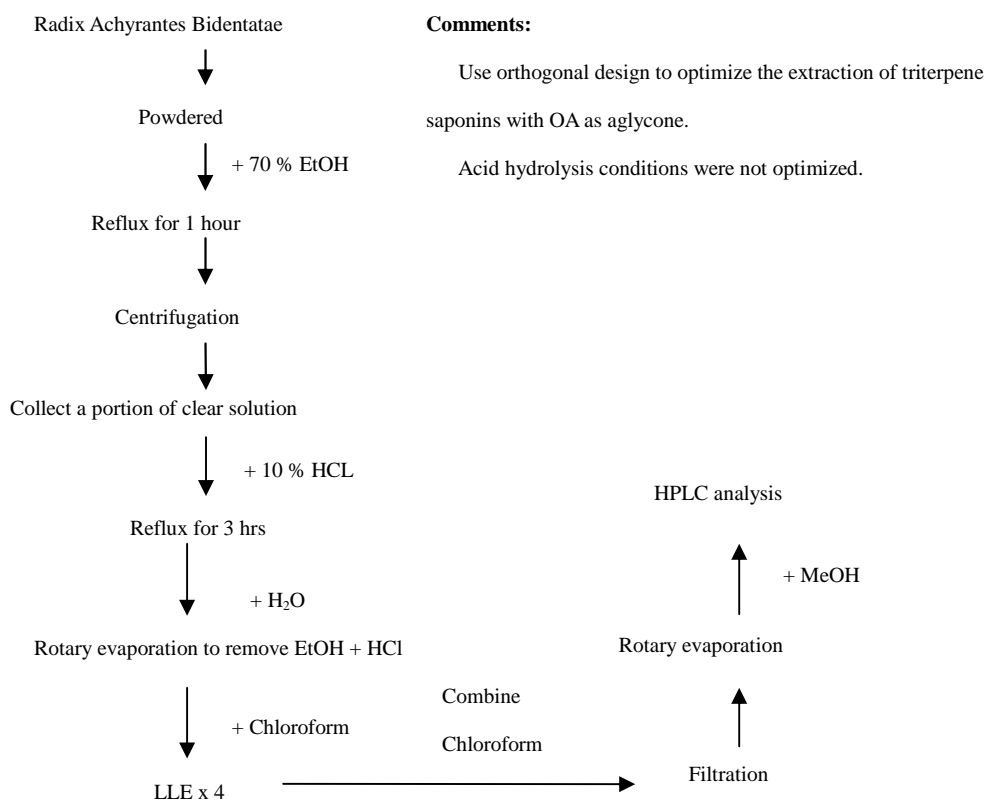 Radix Achyrantes Bidentatae
Powdered
+ 70 % EtOH
Reflux for 1 hour
Centrifugation
Collect a portion of clear solution
+ 10 % HCL
Reflux for 3 hrs
+ H₂O
Rotary evaporation to remove EtOH + HCl
+ Chloroform
LLE x 4
Combine
Chloroform
Filtration
Rotary evaporation
+ MeOH
HPLC analysis
Comments:
Use orthogonal design to optimize the extraction of triterpene
saponins with OA as aglycone.
Acid hydrolysis conditions were not optimized.